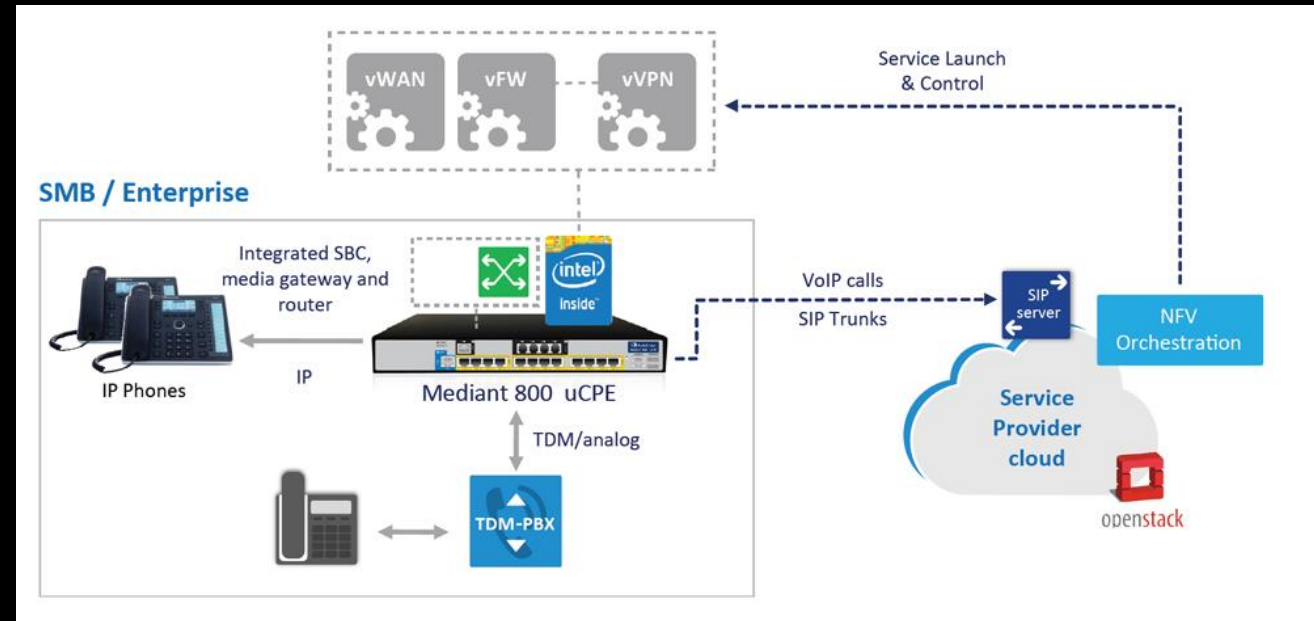 vWAN
vFW
vVPN
Service Launch
& Control
SMB / Enterprise
Integrated SBC,
media gateway and
router
intel
inside™
VoIP calls
SIP Trunks
SIP
server
NFV
Orchestration
IP
IP Phones
Mediant 800 uCPE
Service
Provider
cloud
TDM/analog
TDM-PBX
openstack